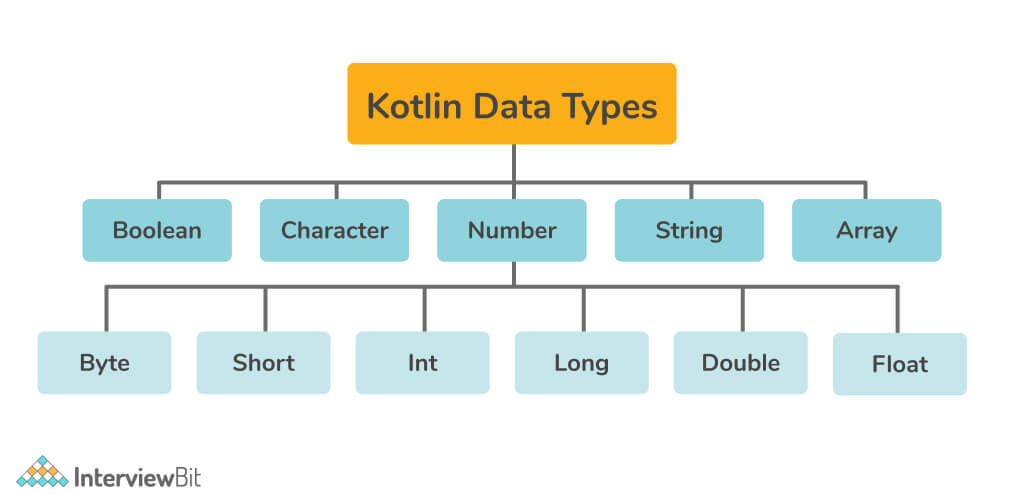 Kotlin Data Types
Boolean
Character
Number
String
Array
Byte
Short
Int
Long
Double
Float
InterviewBit